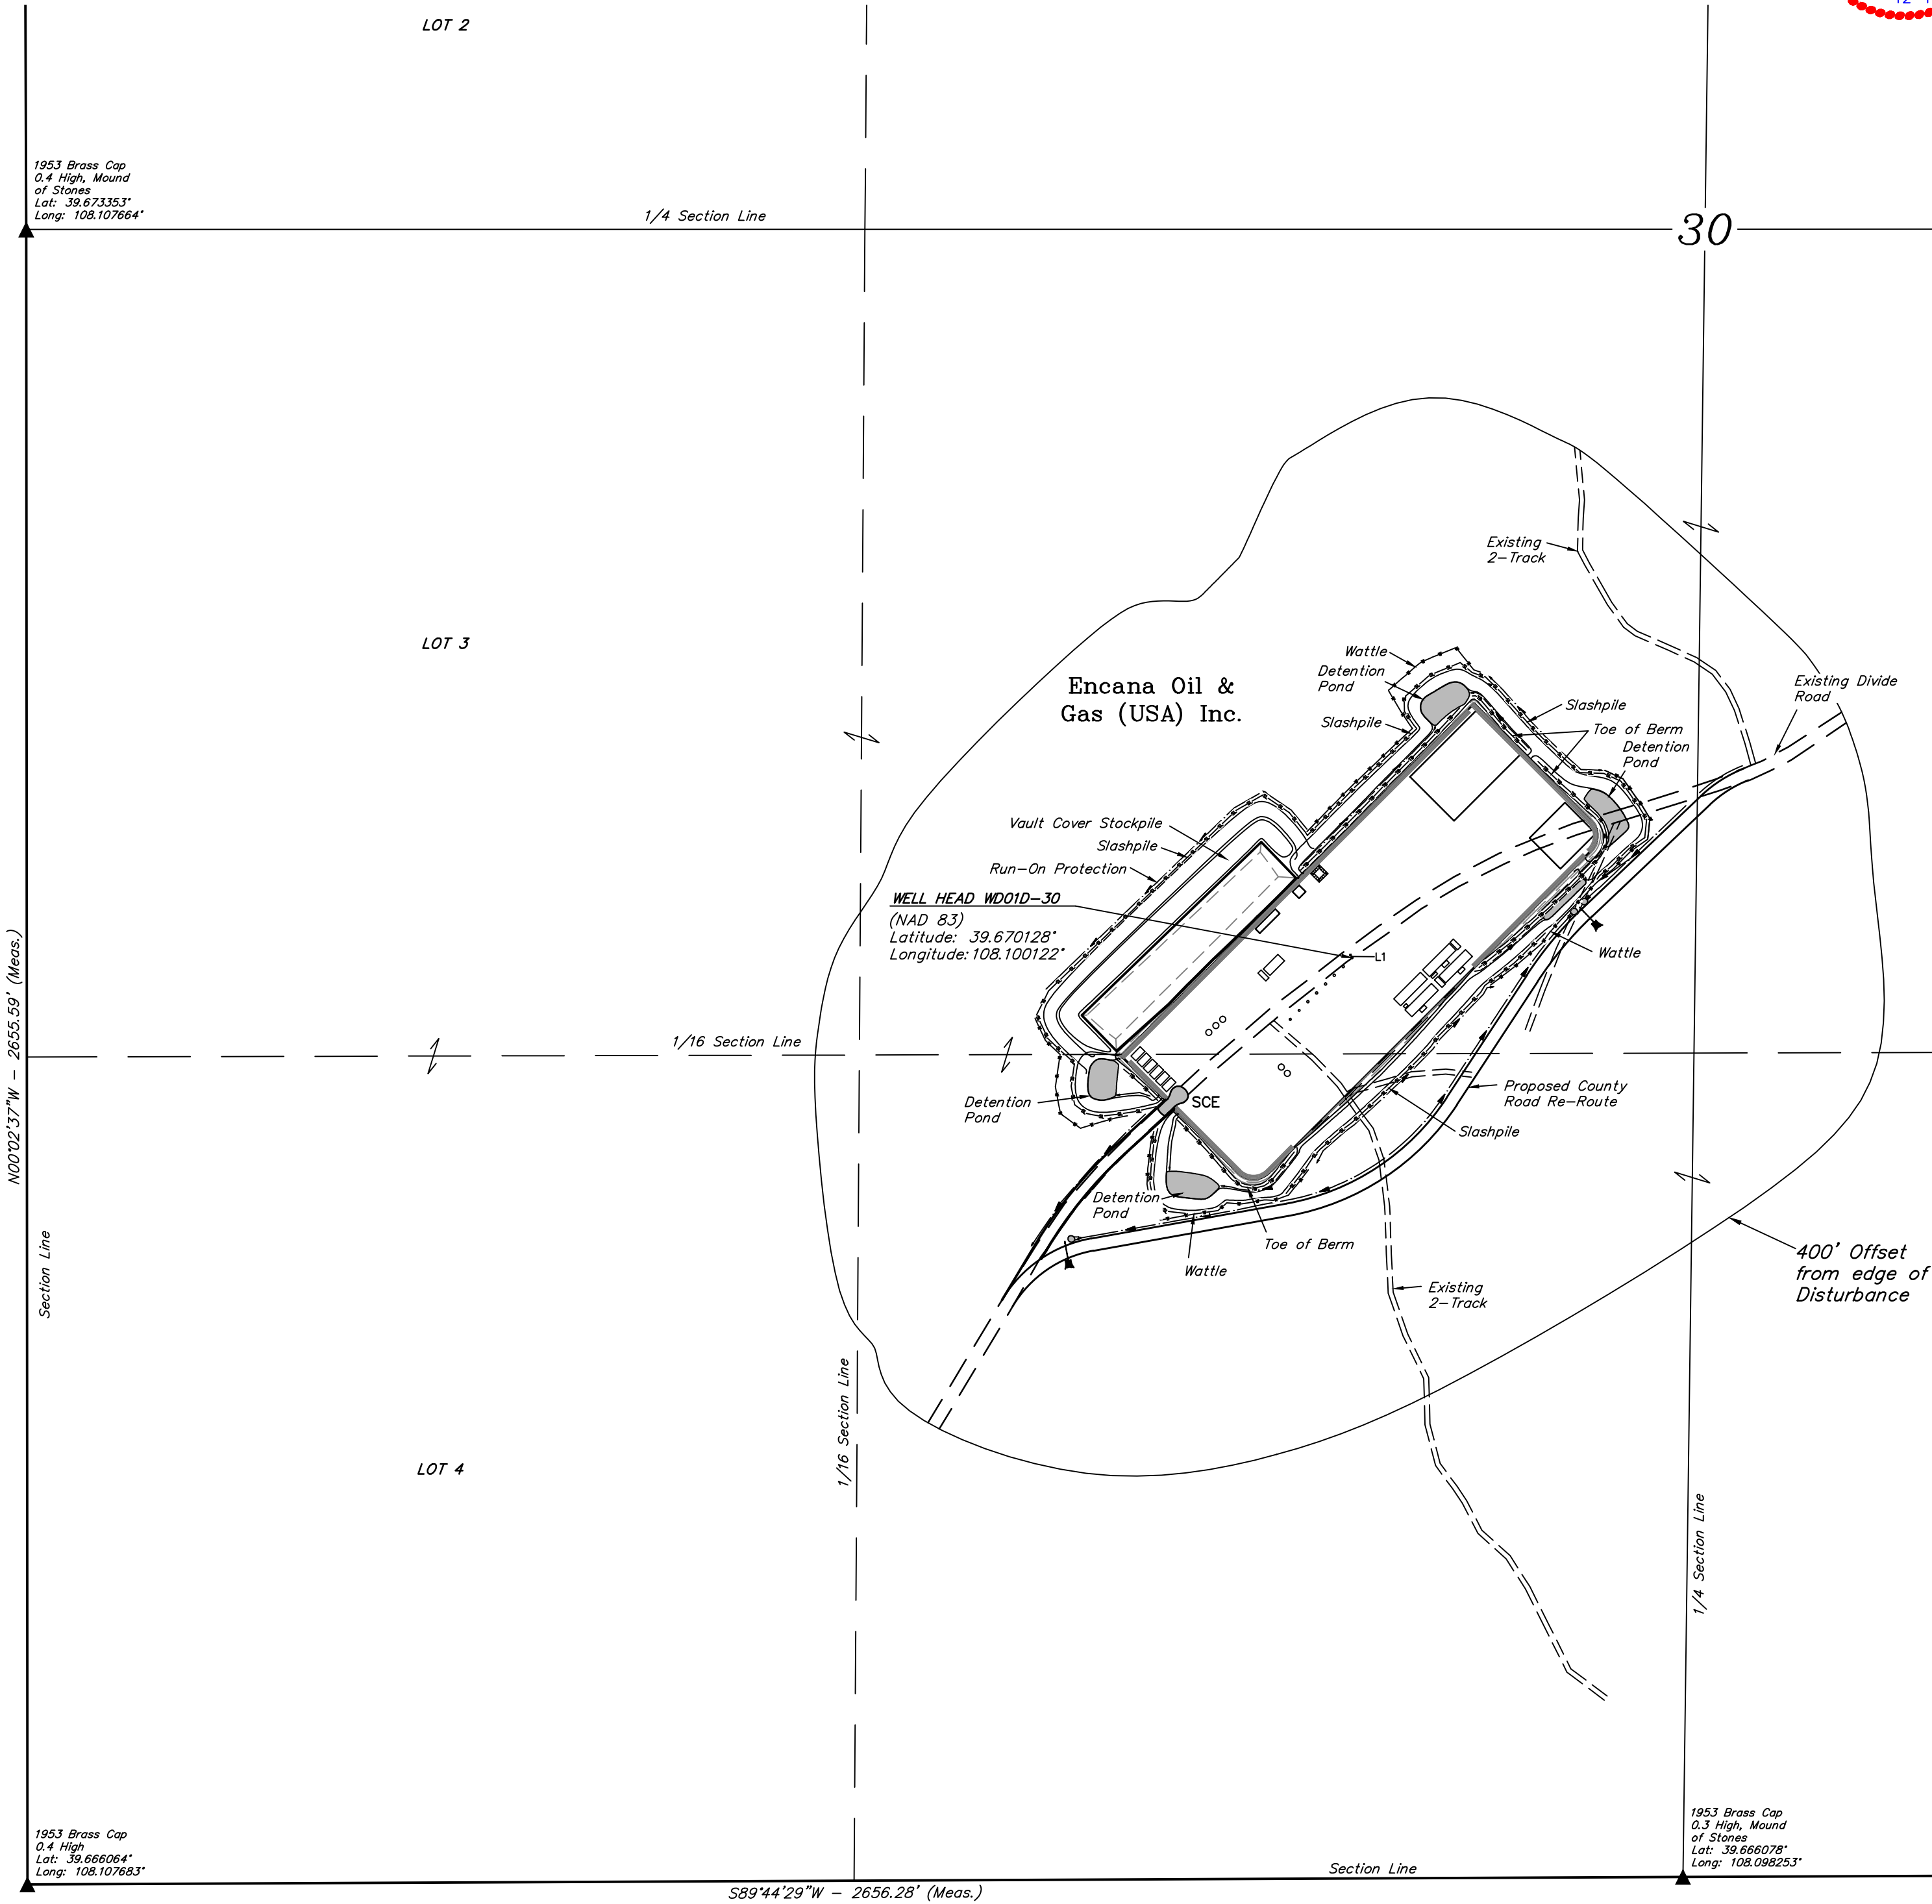 LOT 2
1953 Brass Cap
0.4 High, Mound
of Stones
Lat: 39.673353°
Long: 108.107664°
1/4 Section Line
30
Existing
2-Track
LOT 3
Wattle
Detention
Pond
Encana Oil &
Gas (USA) Inc.
Slashpile
Existing Divide
Road
Slashpile
Toe of Berm
Detention
Pond
Vault Cover Stockpile
Slashpile
Run-On Protection
WELL HEAD WD01D-30
(NAD 83)
Latitude: 39.670128°
Longitude: 108.100122°
L1
Wattle
N00°02'37"W - 2655.59' (Meas.)
1/16 Section Line
Detention
Pond
SCE
Proposed County
Road Re-Route
Slashpile
Detention
Pond
Toe of Berm
Wattle
Section Line
400' Offset
from edge of
Disturbance
Existing
2-Track
1/16 Section Line
LOT 4
1/4 Section Line
1953 Brass Cap
0.4 High
Lat: 39.666064°
Long: 108.107683°
1953 Brass Cap
0.3 High, Mound
of Stones
Lat: 39.666078°
Long: 108.098253°
Section Line
S89°44'29"W - 2656.28' (Meas.)